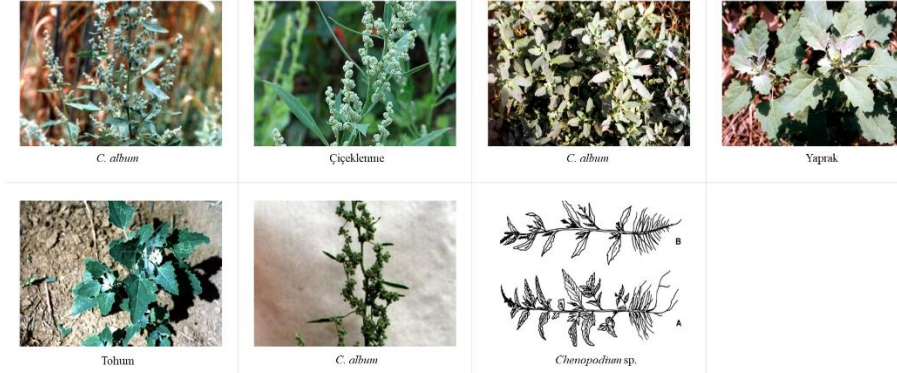 C. album
Çiçeklenme
C. album
Yaprak
Tohum
C. album
B
A
Chenopodium sp.